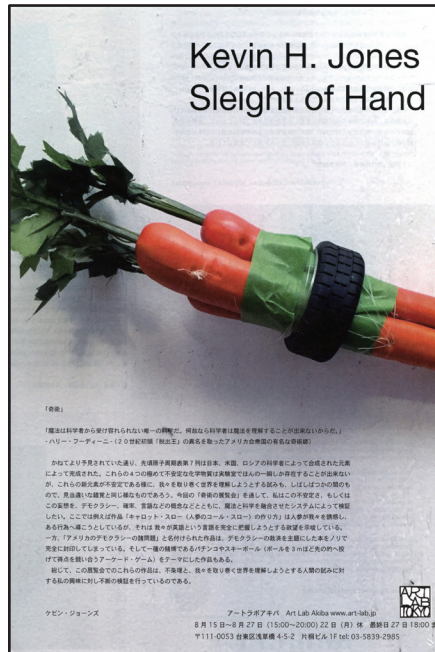 Kevin H. Jones
Sleight of Hand
「奇術」
「魔法は科学者から受け容れられない唯一の科学だ。何故なら科学者は魔法を理解することが出来ないからだ。」
-ハリー・フーディーニ-（２０世紀初頭「脱出王」の異名を取ったアメリカ合衆国の有名な奇術師）
かねてより予見されていた通り、先頃原子周期表第７列は日本、米国、ロシアの科学者によって合成された元素
によって完成された。これらの４つの極めて不安定な化学物質は実験室でほんの一瞬しか存在することが出来ない
が、これらの新元素が不安定である様に、我々を取り巻く世界を理解しようとする試みも、しばしばつかの間のも
ので、見当違いな錯覚と同じ様なものであろう。今回の「奇術の展覧会」を通して、私はこの不安定さ、もしくは
この妄想を、デモクラシー、確率、言語などの概念などとともに、魔法と科学を融合させたシステムによって検証
したい。ここでは例えば作品「キャロット・スロー（人参のコール・スロー）の作り方」は人参が我々を誘惑し、
ある行為へ導こうとしているが、それは 我々が英語という言語を完全に把握しようとする欲望を示唆している。
一方、「アメリカのデモクラシーの諸問題」と名付けられた作品は、デモクラシーの救済を主題にした本をノリで
完全に封印してしまっている。そして一種の賭博であるパチンコやスキーボール（ボールを３ｍほど先の的へ投
げて得点を競い合うアーケード・ゲーム）をテーマにした作品もある。
総じて、この展覧会でのこれらの作品は、不条理と、我々を取り巻く世界を理解しようとする人類の試みに対
する私の興味に対し不断の検証を行っているのである。
ケビン・ジョーンズ
ART
LAB
TOKYO
アートラボアキバ Art Lab Akiba www.art-lab.jp
8 月 15 日～8 月 27 日（15:00～20:00) 22 日（月）休 最終日 27 日 18:00 ま
〒111-0053 台東区浅草橋 4-5-2 片桐ビル 1F tel: 03-5839-2985